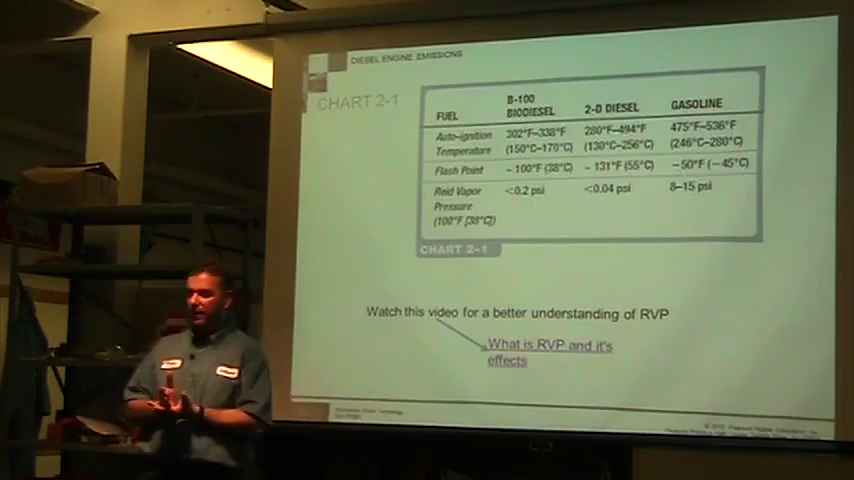 DIESEL ENGINE EMISSIONS
CHART 2-1
FUEL B-100 BIODIESEL 2-D DIESEL GASOLINE
Auto-ignition Temperature 302°F–338°F (150°C–170°C) 280°F–494°F (130°C–256°C) 475°F–536°F (246°C–280°C)
Flash Point ~ 100°F (38°C) ~ 131°F (55°C) –50°F (–45°C)
Reid Vapor Pressure (100°F [38°C]) <0.2 psi <0.04 psi 8–15 psi
CHART 2–1
Watch this video for a better understanding of RVP
What is RVP and it's
effects